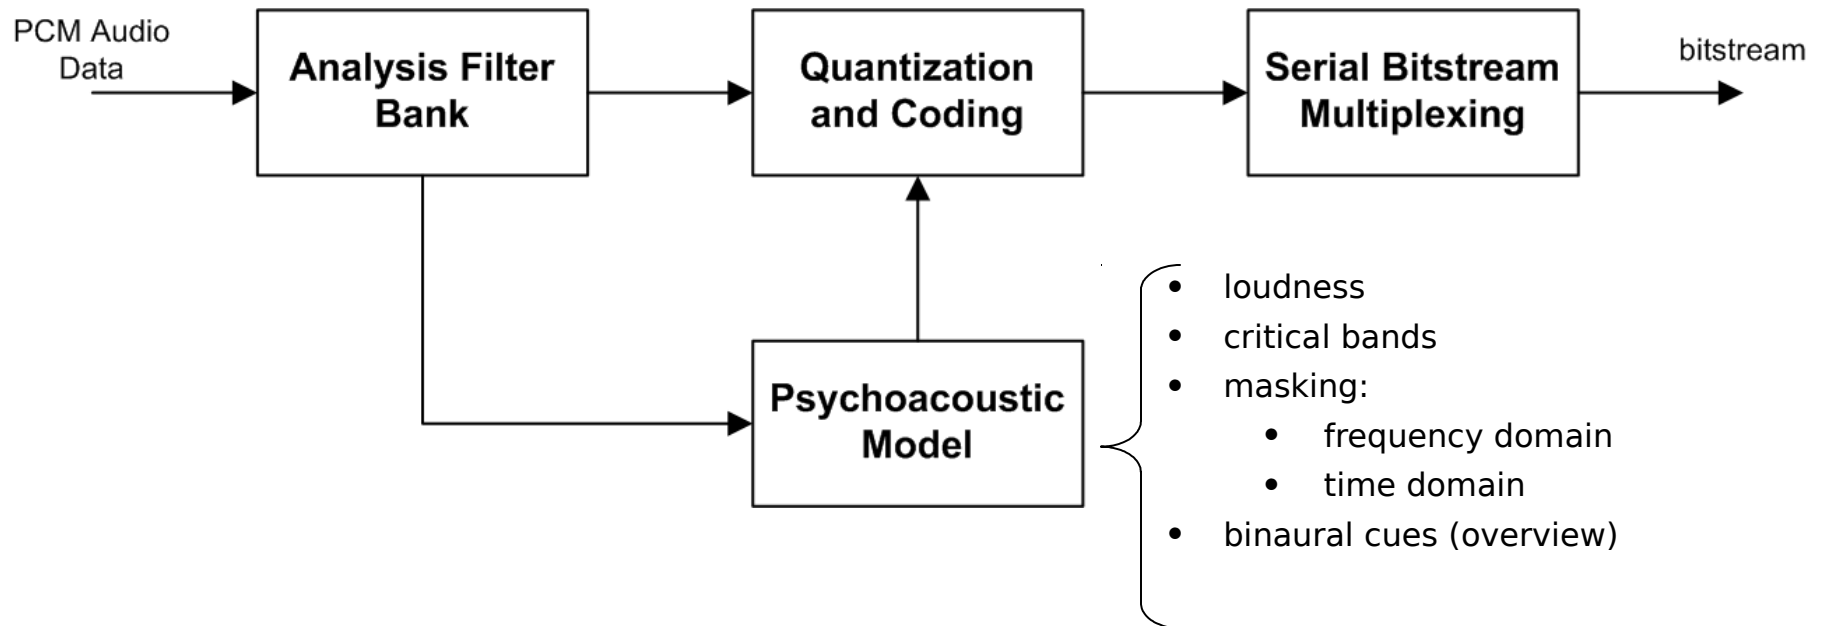 PCM Audio
Data
Analysis Filter
Bank
Quantization
and Coding
Serial Bitstream
Multiplexing
bitstream
Psychoacoustic
Model
• loudness
• critical bands
• masking:
• frequency domain
• time domain
• binaural cues (overview)